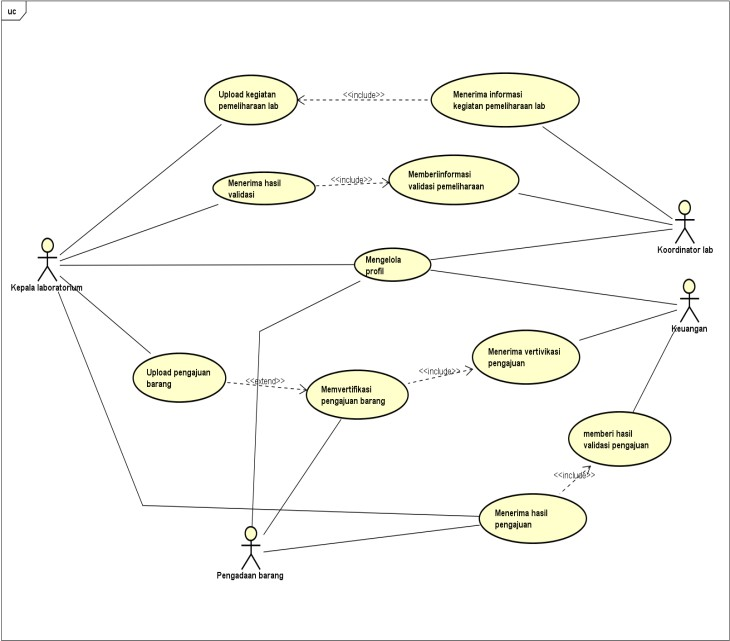 uc
Upload kegiatan
pemeliharaan lab
<<include>>
Menerima informasi
kegiatan pemeliharaan lab
Menerima hasil
validasi
<<include>>
Memberiinformasi
validasi pemeliharaan
Koordinator lab
Kepala laboratorium
Mengelola
profil
Keuangan
Upload pengajuan
barang
<<extend>>
Memvertifikasi
pengajuan barang
<<include>>
Menerima vertivikasi
pengajuan
memberi hasil
validasi pengajuan
<<include>>
Menerima hasil
pengajuan
Pengadaan barang